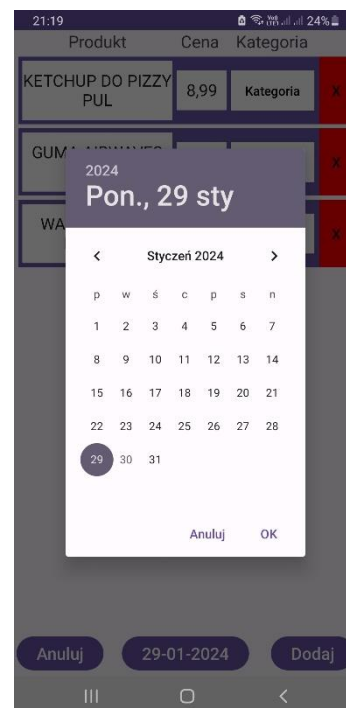 21:19
24%
Produkt Cena Kategoria
KETCHUP DO PIZZY
PUL
8,99
Kategoria
X
GUM
X
WA
X
2024
Pon., 29 sty
Styczeń 2024
p w ś c p s n
1 2 3 4 5 6 7
8 9 10 11 12 13 14
15 16 17 18 19 20 21
22 23 24 25 26 27 28
29 30 31
Anuluj OK
Anuluj 29-01-2024 Dodaj